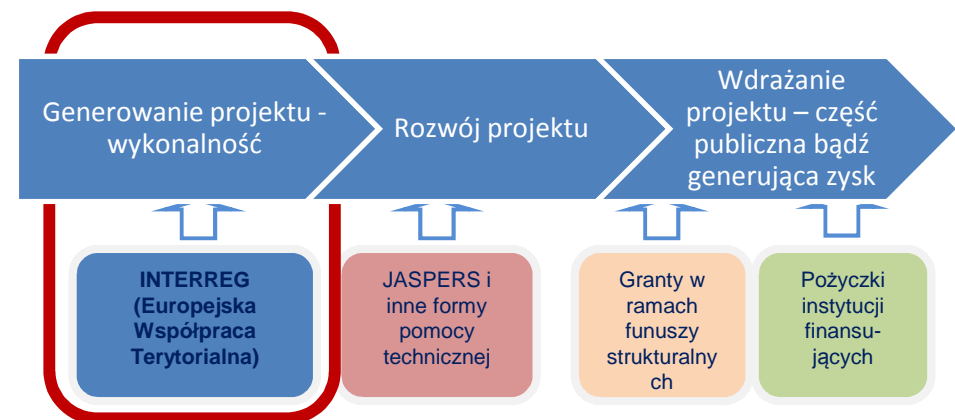 Generowanie projektu -
wykonalność
Rozwój projektu
Wdrażanie
projektu – część
publiczna bądź
generująca zysk
INTERREG
(Europejska
Współpraca
Terytorialna)
JASPERS i
inne formy
pomocy
technicznej
Granty w
ramach
funuszy
strukturalny
ch
Pożyczki
instytucji
finansu-
jących